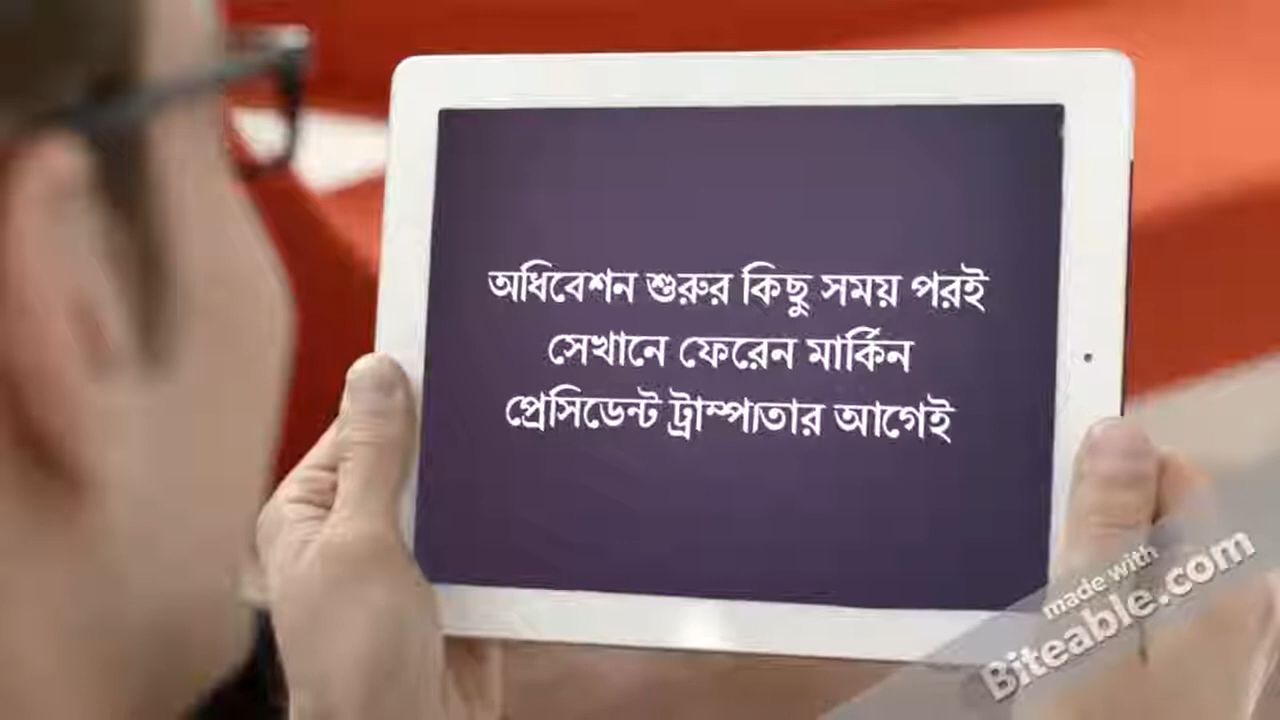 অধিবেশন শুরুর কিছু সময় পরই
সেখানে ফেরেন মার্কিন
প্রেসিডেন্ট ট্রাম্পাতার আগেই
made with
Biteable.com